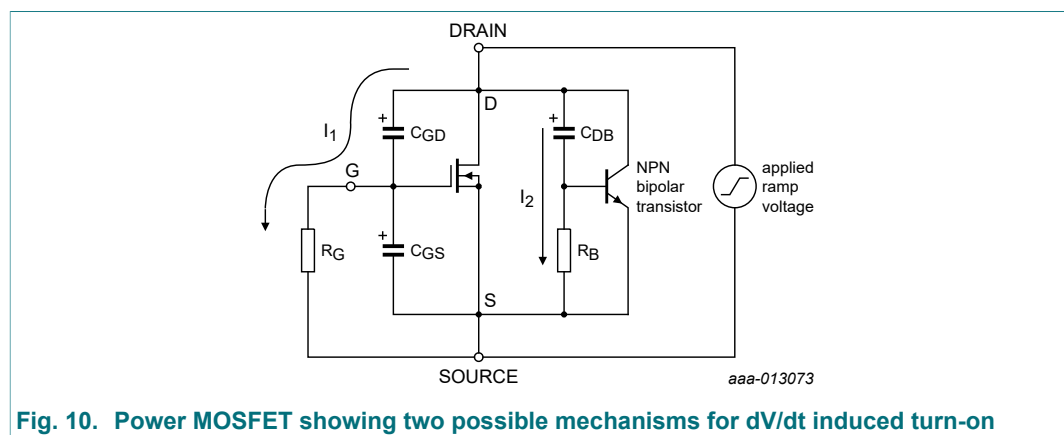 DRAIN
D
I1
CGD
CDB
NPN
bipolar
transistor
applied
ramp
voltage
G
I2
RG
CGS
RB
S
SOURCE
aaa-013073
Fig. 10. Power MOSFET showing two possible mechanisms for dV/dt induced turn-on